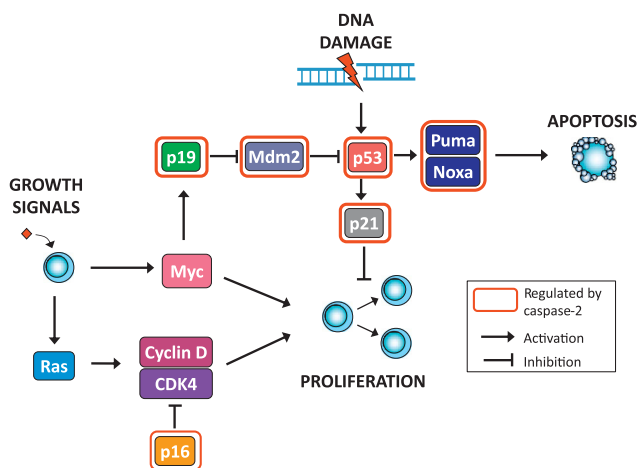 DNA
DAMAGE
p19
Mdm2
p53
Puma
Noxa
APOPTOSIS
GROWTH
SIGNALS
p21
Myc
Ras
Cyclin D
CDK4
PROLIFERATION
p16
Regulated by
caspase-2
Activation
Inhibition